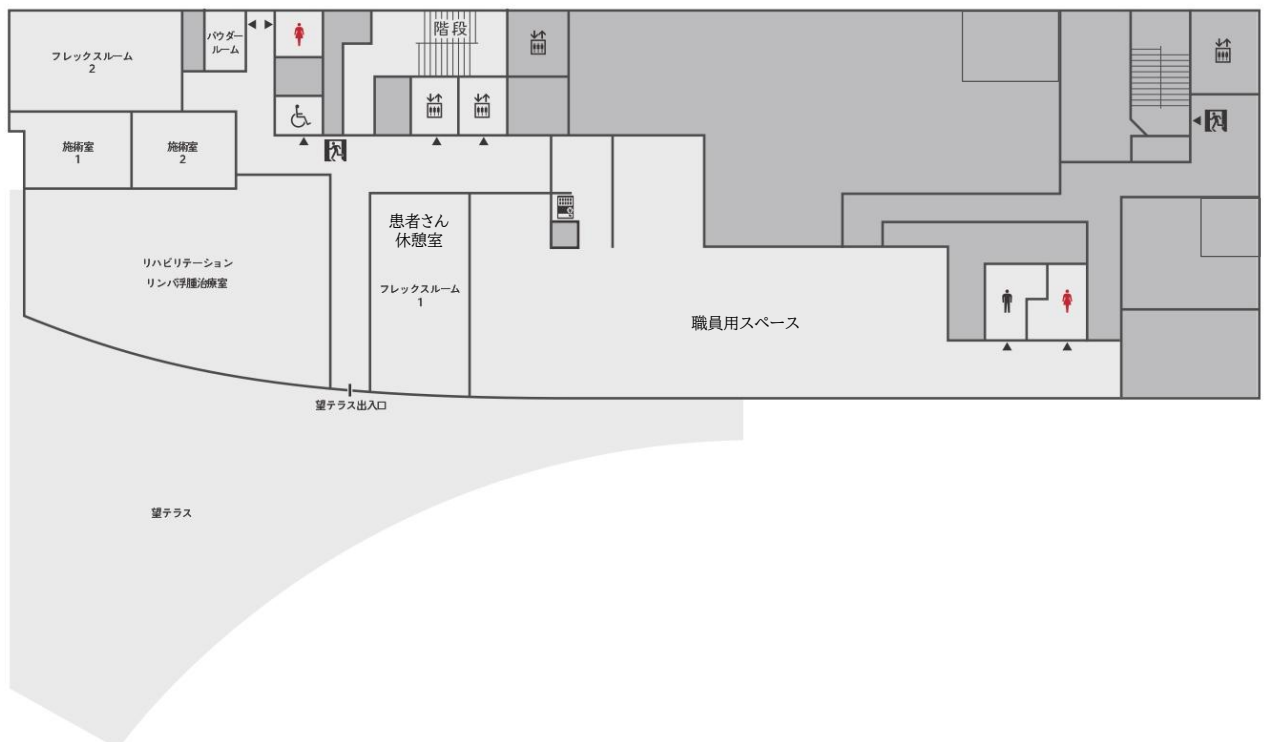 階段
パウダー
ルーム
フレックスルーム
2
施術室
1
施術室
2
患者さん
休憩室
リハビリテーション
リンパ浮腫治療室
フレックスルーム
1
職員用スペース
望テラス出入口
望テラス